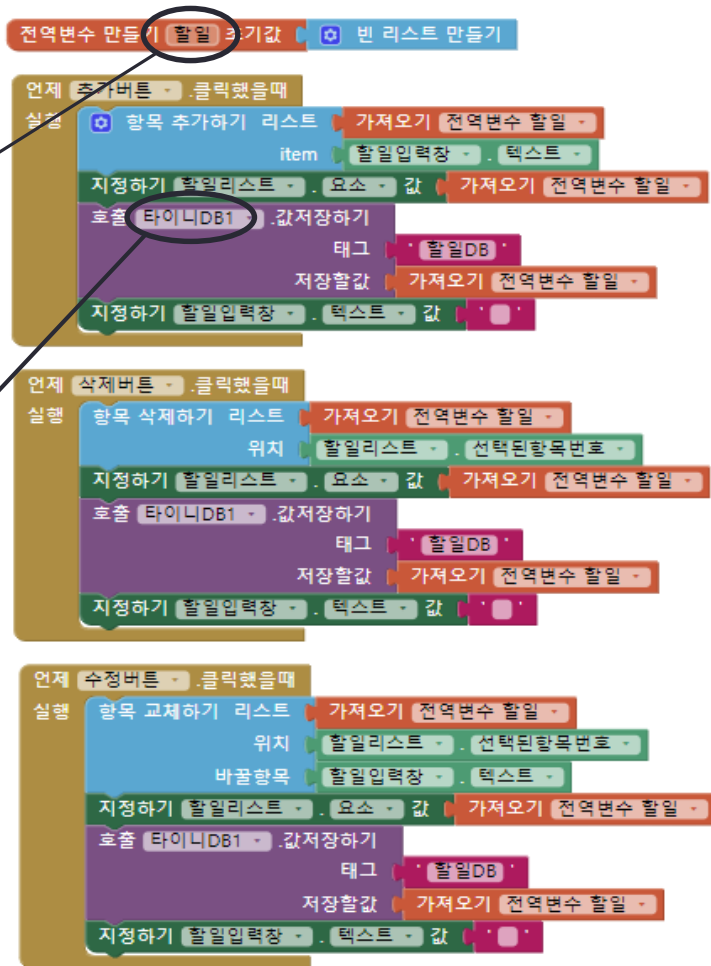 전역변수 만들기 할일 초기값 빈 리스트 만들기
언제 추가버튼 .클릭했을때
실행 항목 추가하기 리스트 가져오기 전역변수 할일
item 할일입력창 . 텍스트
지정하기 할일리스트 . 요소 값 가져오기 전역변수 할일
호출 타이니DB1 .값저장하기
태그 ' 할일DB '
저장할값 가져오기 전역변수 할일
지정하기 할일입력창 . 텍스트 값 ' '
언제 삭제버튼 .클릭했을때
실행 항목 삭제하기 리스트 가져오기 전역변수 할일
위치 할일리스트 . 선택된항목번호
지정하기 할일리스트 . 요소 값 가져오기 전역변수 할일
호출 타이니DB1 .값저장하기
태그 ' 할일DB '
저장할값 가져오기 전역변수 할일
지정하기 할일입력창 . 텍스트 값 ' '
언제 수정버튼 .클릭했을때
실행 항목 교체하기 리스트 가져오기 전역변수 할일
위치 할일리스트 . 선택된항목번호
바꿀항목 할일입력창 . 텍스트
지정하기 할일리스트 . 요소 값 가져오기 전역변수 할일
호출 타이니DB1 .값저장하기
태그 ' 할일DB '
저장할값 가져오기 전역변수 할일
지정하기 할일입력창 . 텍스트 값 ' '